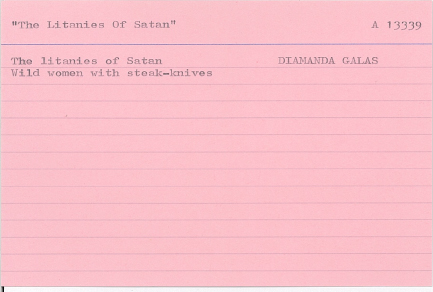 "The Litanies Of Satan" A 13339
The litanies of Satan DIAMANDA GALAS
Wild women with steak-knives